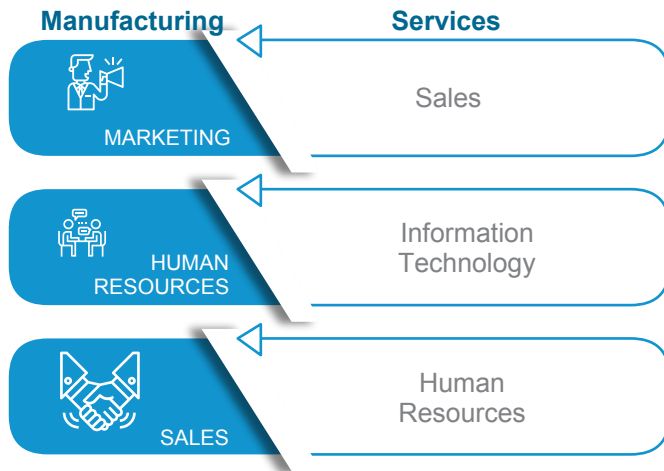 Manufacturing
Services
MARKETING
Sales
HUMAN
RESOURCES
Information
Technology
SALES
Human
Resources